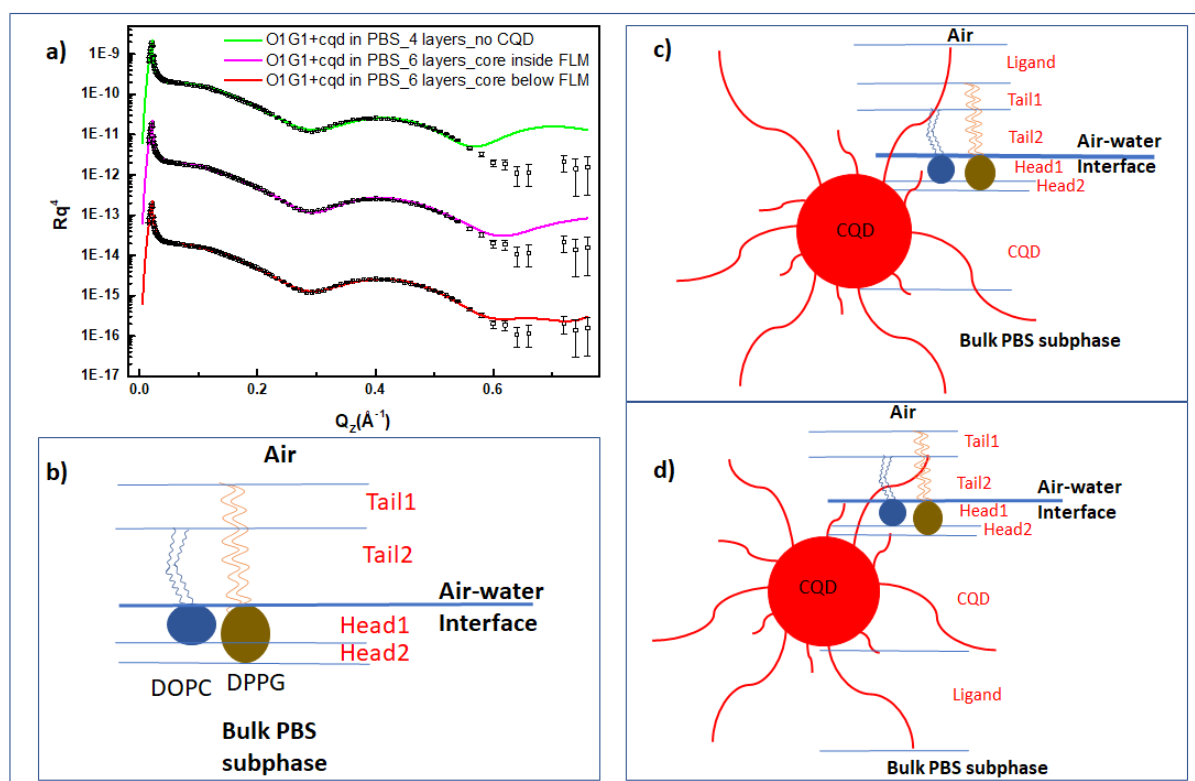 a)
O1G1+cqd in PBS_4 layers_no CQD
O1G1+cqd in PBS_6 layers_core inside FLM
O1G1+cqd in PBS_6 layers_core below FLM
1E-9
1E-10
1E-11
1E-12
1E-13
1E-14
1E-15
1E-16
1E-17
Rq⁴
0.0 0.2 0.4 0.6
Q_Z(Å⁻¹)
b)
Air
Tail1
Tail2
Air-water
Interface
Head1
Head2
DOPC DPPG
Bulk PBS
subphase
c)
Air
Ligand
Tail1
Tail2
Air-water
Interface
Head1
Head2
CQD
CQD
Bulk PBS subphase
d)
Air
Tail1
Tail2
Air-water
Interface
Head1
Head2
CQD
CQD
Ligand
Bulk PBS subphase